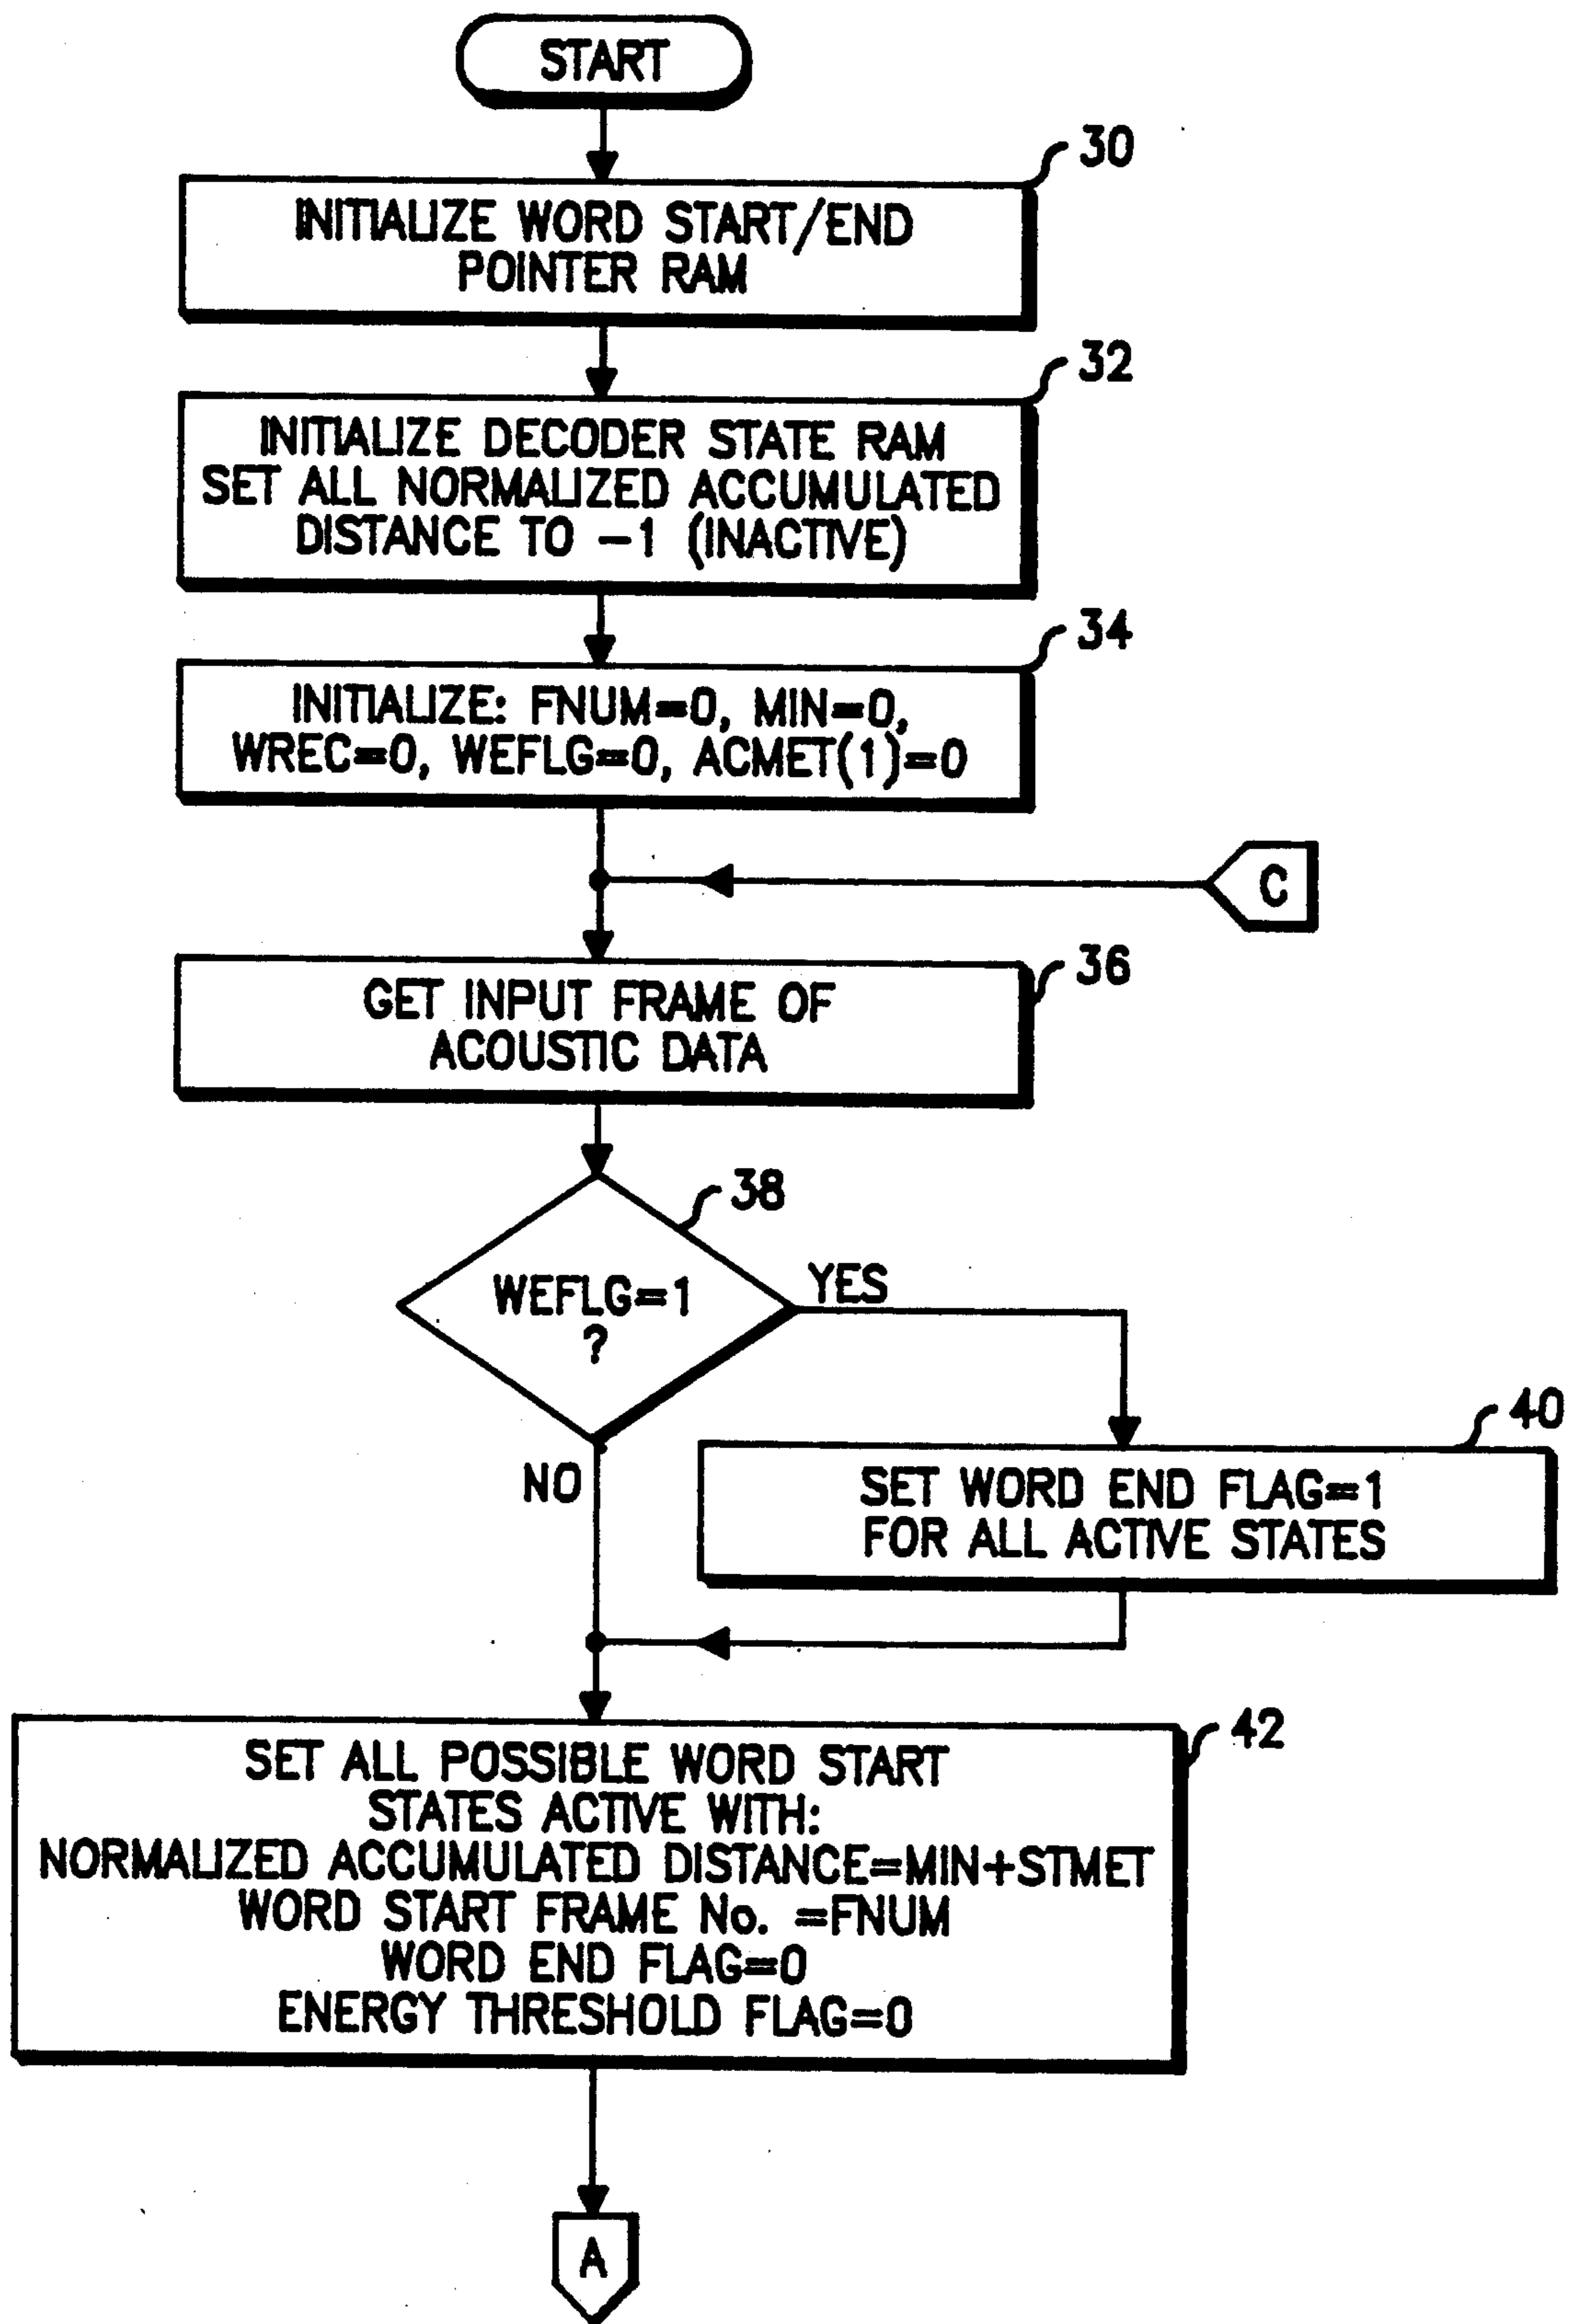 START
30
INITIALIZE WORD START/END
POINTER RAM
32
INITIALIZE DECODER STATE RAM
SET ALL NORMALIZED ACCUMULATED
DISTANCE TO -1 (INACTIVE)
34
INITIALIZE: FNUM=0, MIN=0,
WREC=0, WEFLG=0, ACMET(1)=0
C
36
GET INPUT FRAME OF
ACOUSTIC DATA
38
WEFLG=1
?
YES
NO
40
SET WORD END FLAG=1
FOR ALL ACTIVE STATES
42
SET ALL POSSIBLE WORD START
STATES ACTIVE WITH:
NORMALIZED ACCUMULATED DISTANCE=MIN+STMET
WORD START FRAME No. =FNUM
WORD END FLAG=0
ENERGY THRESHOLD FLAG=0
A